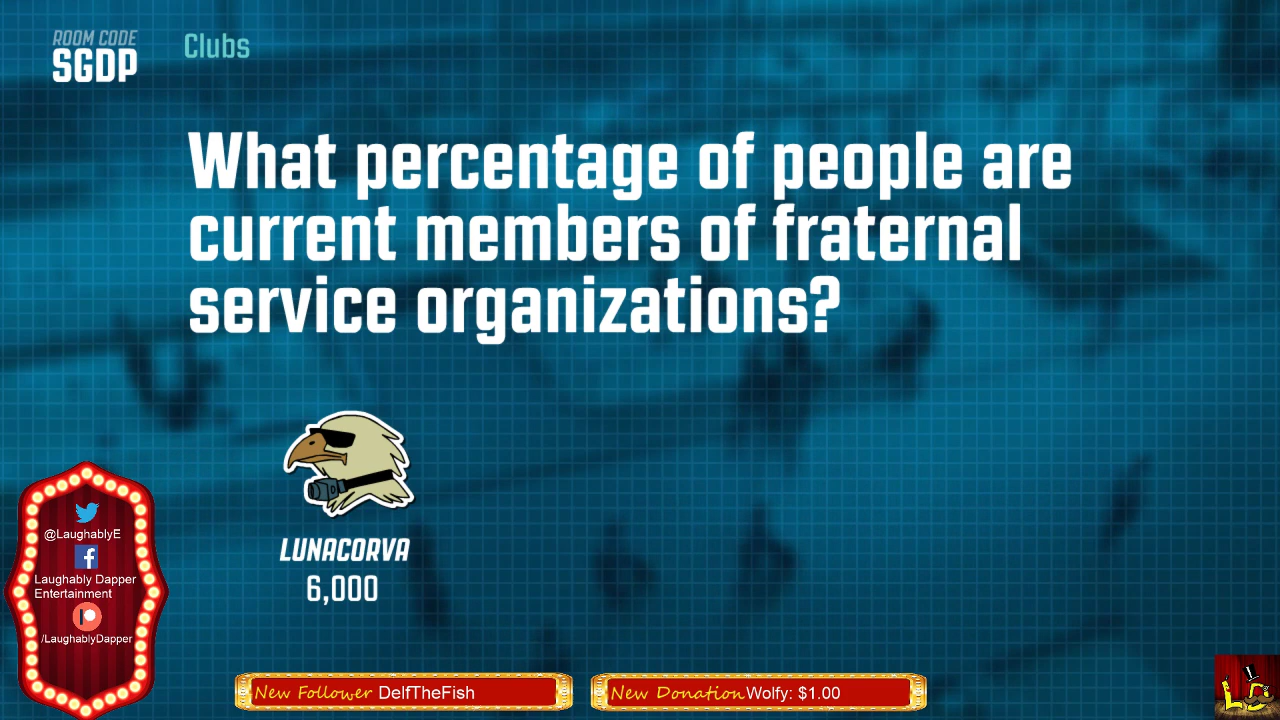 ROOM CODE
SGDP
Clubs
What percentage of people are
current members of fraternal
service organizations?
LUNACORVA
6,000
@LaughablyE
Laughably Dapper
Entertainment
/LaughablyDapper
New Follower DelfTheFish
New Donation Wolfy: $1.00
LD